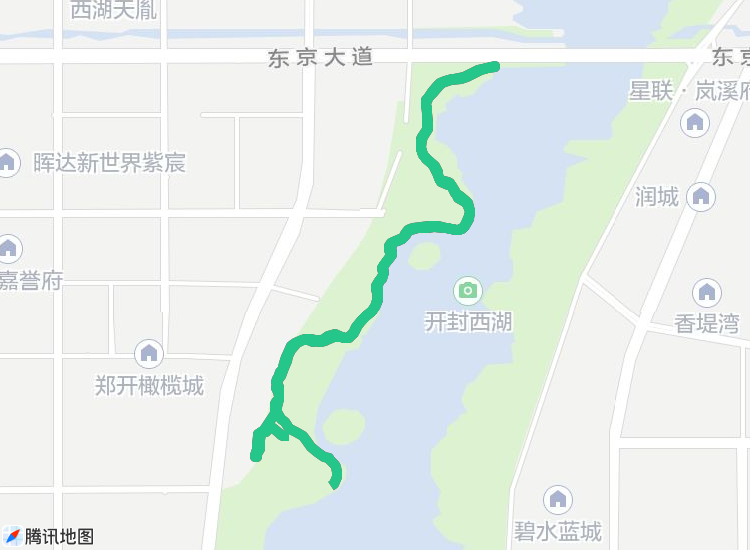 西湖天胤
东京大道
东京
星联·岚溪府
晖达新世界紫宸
润城
嘉誉府
开封西湖
香堤湾
郑开橄榄城
碧水蓝城
腾讯地图